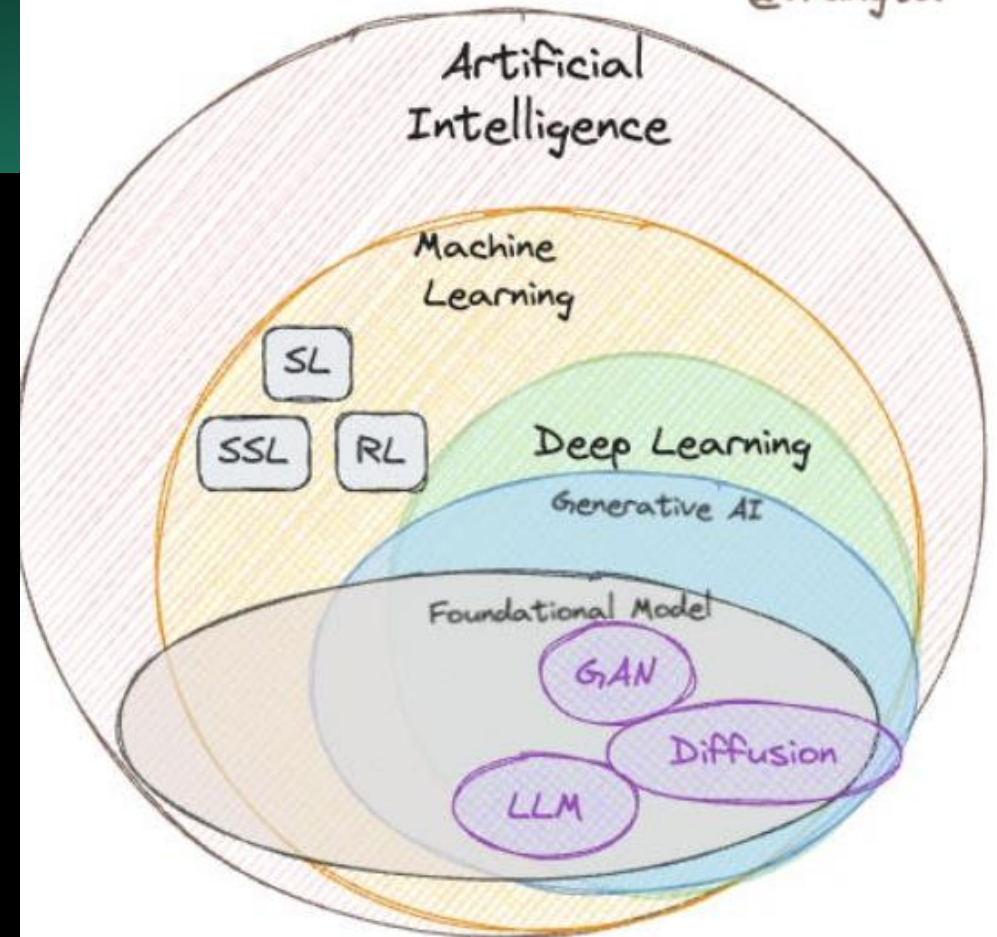 Artificial
Intelligence
Machine
Learning
SL
SSL
RL
Deep Learning
Generative AI
Foundational Model
GAN
Diffusion
LLM